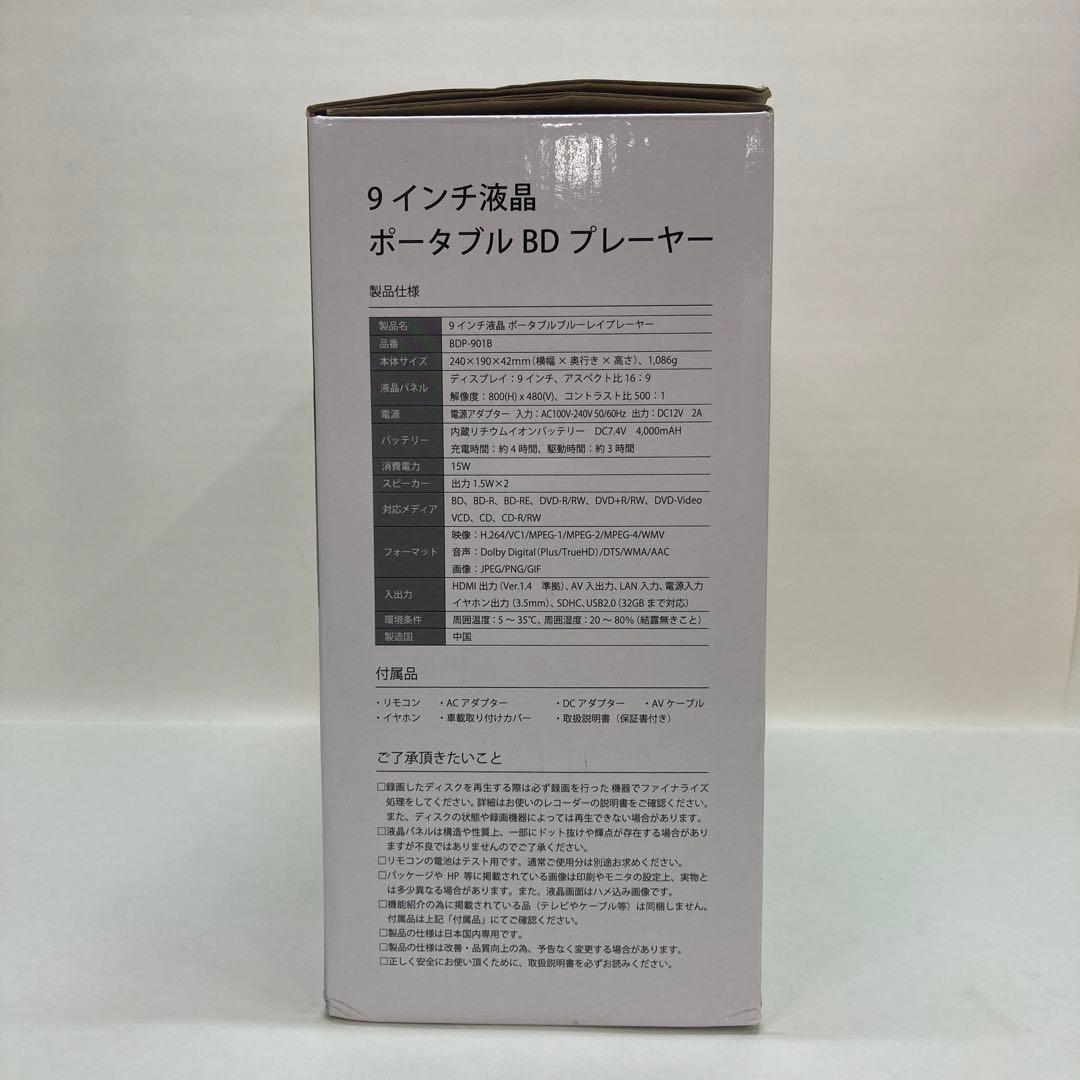 9 インチ液晶
ポータブル BD プレーヤー
製品仕様
製品名 9 インチ液晶 ポータブルブルーレイプレーヤー
品番 BDP-901B
本体サイズ 240×190×42mm（横幅 × 奥行き × 高さ）、1,086g
液晶パネル ディスプレイ：9 インチ、アスペクト比 16：9
解像度：800(H) x 480(V)、コントラスト比 500：1
電源 電源アダプター 入力：AC100V-240V 50/60Hz 出力：DC12V 2A
バッテリー 内蔵リチウムイオンバッテリー DC7.4V 4,000mAH
充電時間：約 4 時間、駆動時間：約 3 時間
消費電力 15W
スピーカー 出力 1.5W×2
対応メディア BD、BD-R、BD-RE、DVD-R/RW、DVD+R/RW、DVD-Video
VCD、CD、CD-R/RW
フォーマット 映像：H.264/VC1/MPEG-1/MPEG-2/MPEG-4/WMV
音声：Dolby Digital（Plus/TrueHD）/DTS/WMA/AAC
画像：JPEG/PNG/GIF
入出力 HDMI 出力（Ver.1.4 準拠）、AV 入出力、LAN 入力、電源入力
イヤホン出力（3.5mm）、SDHC、USB2.0（32GB まで対応）
環境条件 周囲温度：5 ～ 35℃、周囲湿度：20 ～ 80%（結露無きこと）
製造国 中国
付属品
・リモコン ・AC アダプター ・DC アダプター ・AV ケーブル
・イヤホン ・車載取り付けカバー ・取扱説明書（保証書付き）
ご了承頂きたいこと
□録画したディスクを再生する際は必ず録画を行った機器でファイナライズ
処理をしてください。詳細はお使いのレコーダーの説明書をご確認ください。
また、ディスクの状態や録画機器によっては再生できない場合があります。
□液晶パネルは構造や性質上、一部にドット抜けや輝点が存在する場合があり
ますが不良ではありませんのでご了承ください。
□リモコンの電池はテスト用です。通常ご使用分は別途お求めください。
□パッケージや HP 等に掲載されている画像は印刷やモニタの設定上、実物と
は多少異なる場合があります。また、液晶画面はハメ込み画像です。
□機能紹介の為に掲載されている品（テレビやケーブル等）は同梱しません。
付属品は上記「付属品」にてご確認ください。
□製品の仕様は日本国内専用です。
□製品の仕様は改善・品質向上の為、予告なく変更する場合があります。
□正しく安全にお使い頂くために、取扱説明書を必ずお読みください。